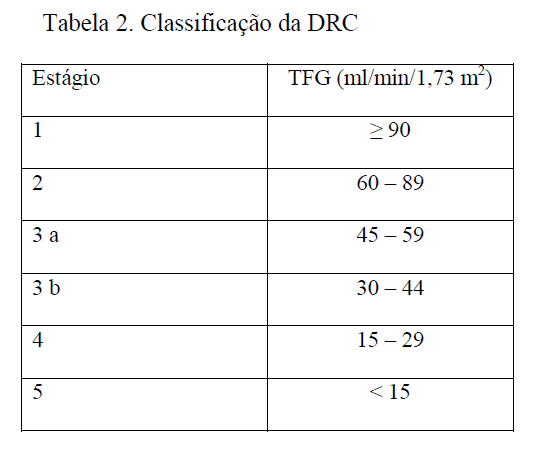 Tabela 2. Classificação da DRC
Estágio TFG (ml/min/1,73 m²)
1 ≥ 90
2 60 – 89
3 a 45 – 59
3 b 30 – 44
4 15 – 29
5 < 15